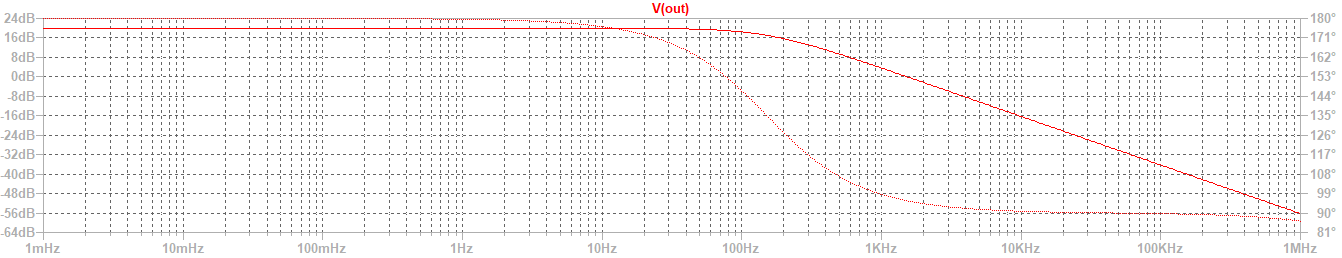 V(out)
24dB 180°
16dB 171°
8dB 162°
0dB 153°
-8dB 144°
-16dB 135°
-24dB 126°
-32dB 117°
-40dB 108°
-48dB 99°
-56dB 90°
-64dB 81°
1mHz 10mHz 100mHz 1Hz 10Hz 100Hz 1KHz 10KHz 100KHz 1MHz